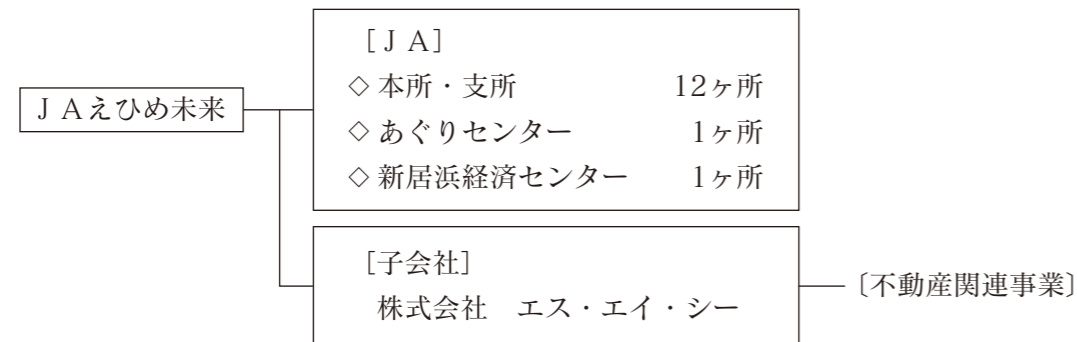 ＪＡえひめ未来
［ＪＡ］
◇本所・支所 12ヶ所
◇あぐりセンター 1ヶ所
◇新居浜経済センター 1ヶ所
［子会社］
株式会社　エス・エイ・シー
〔不動産関連事業〕